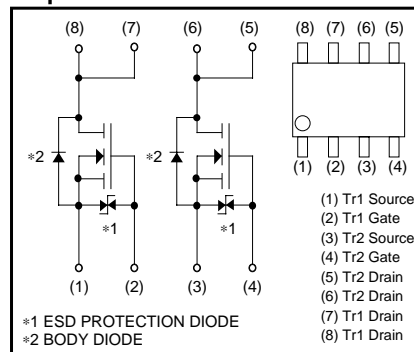 (8) (7) (6) (5)
(8) (7) (6) (5)
∗2 ∗2
∗1 ∗1
(1) (2) (3) (4)
(1) (2) (3) (4)
(1) Tr1 Source
(2) Tr1 Gate
(3) Tr2 Source
(4) Tr2 Gate
(5) Tr2 Drain
(6) Tr2 Drain
(7) Tr1 Drain
(8) Tr1 Drain
∗1 ESD PROTECTION DIODE
∗2 BODY DIODE